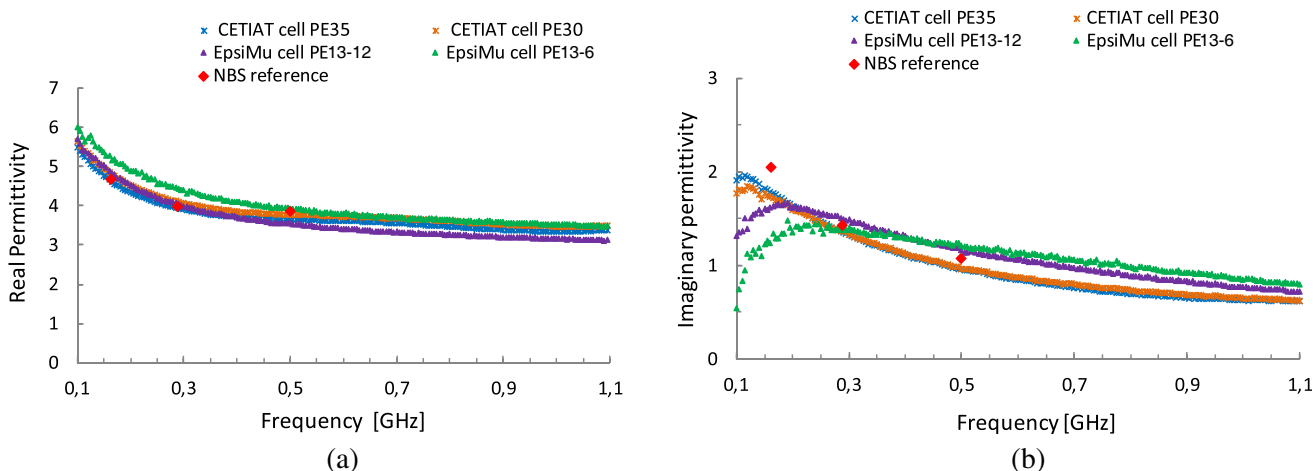 CETIAT cell PE35 CETIAT cell PE30
EpsiMu cell PE13-12 EpsiMu cell PE13-6
NBS reference
7
6
5
4
3
2
1
0
Real Permittivity
0,1 0,3 0,5 0,7 0,9 1,1
Frequency [GHz]
(a)
CETIAT cell PE35 CETIAT cell PE30
EpsiMu cell PE13-12 EpsiMu cell PE13-6
NBS reference
3
2
1
0
Imaginary permittivity
0,1 0,3 0,5 0,7 0,9 1,1
Frequency [GHz]
(b)